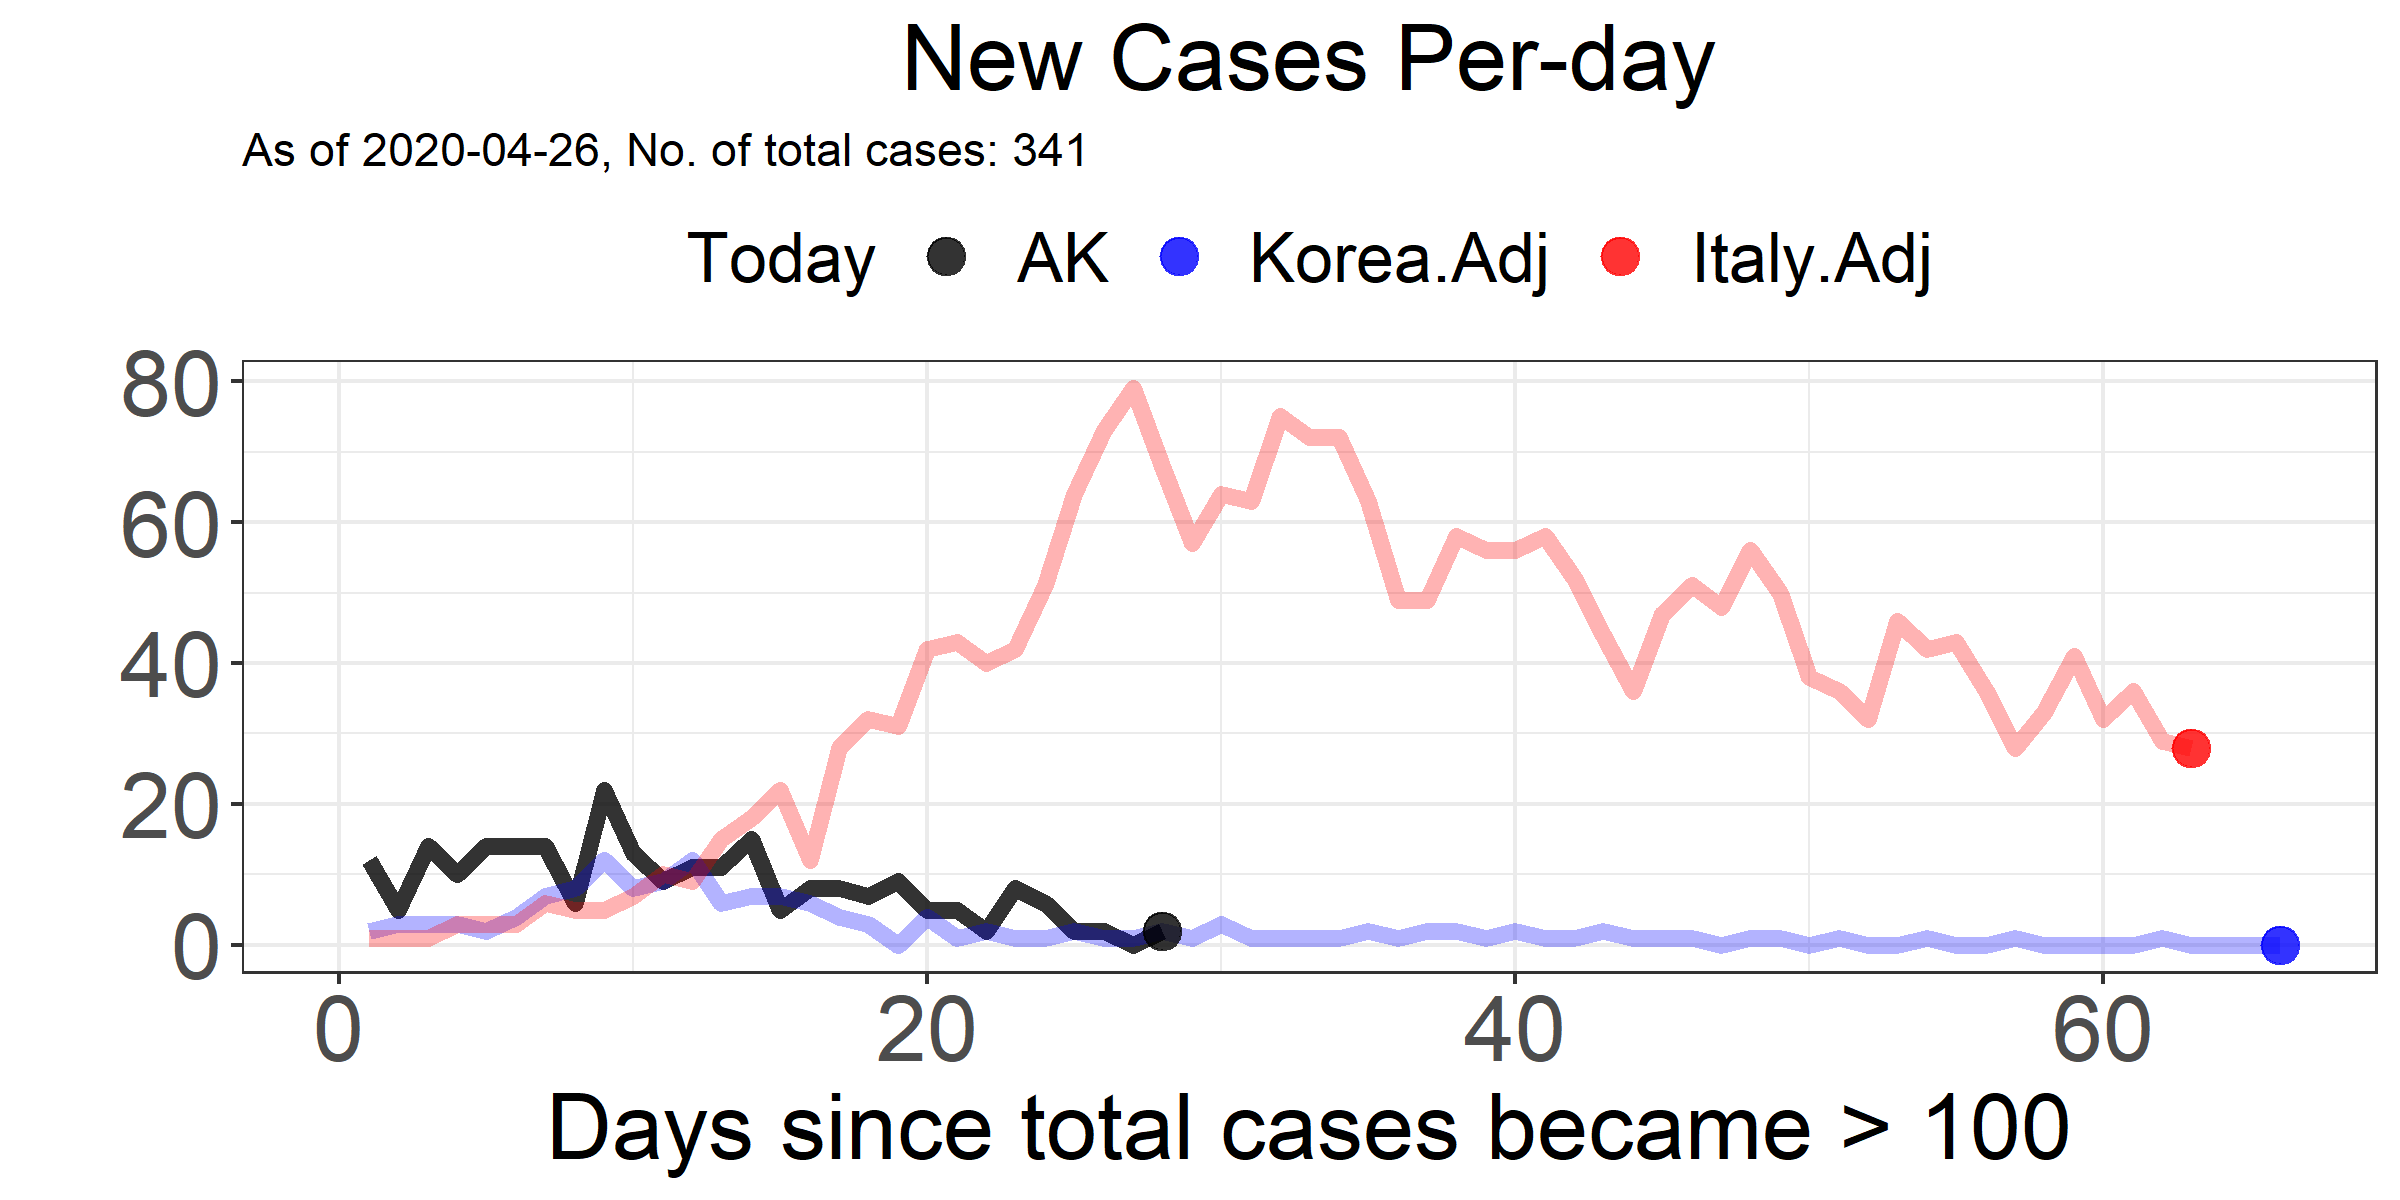 New Cases Per-day
As of 2020-04-26, No. of total cases: 341
Today AK Korea.Adj Italy.Adj
80
60
40
20
0
0 20 40 60
Days since total cases became > 100